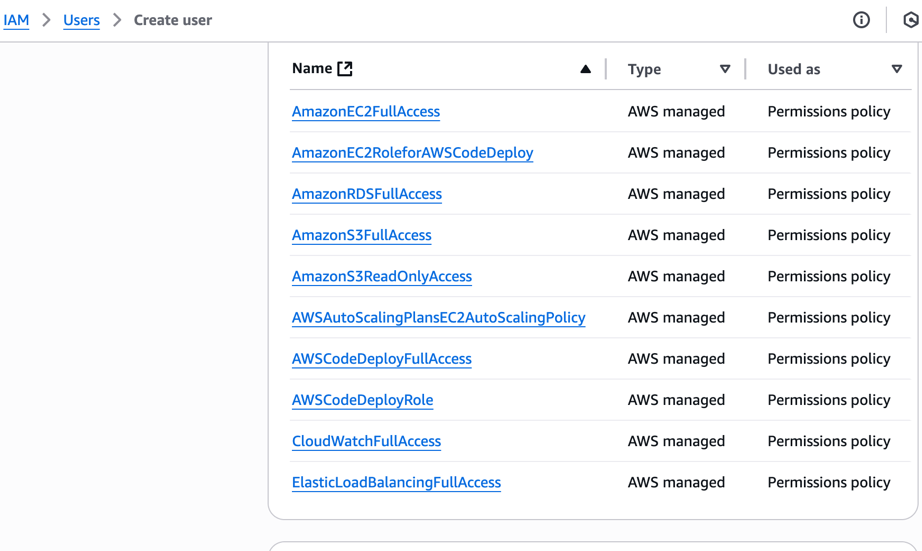 IAM > Users > Create user
Name Type Used as
AmazonEC2FullAccess AWS managed Permissions policy
AmazonEC2RoleforAWSCodeDeploy AWS managed Permissions policy
AmazonRDSFullAccess AWS managed Permissions policy
AmazonS3FullAccess AWS managed Permissions policy
AmazonS3ReadOnlyAccess AWS managed Permissions policy
AWSAutoScalingPlansEC2AutoScalingPolicy AWS managed Permissions policy
AWSCodeDeployFullAccess AWS managed Permissions policy
AWSCodeDeployRole AWS managed Permissions policy
CloudWatchFullAccess AWS managed Permissions policy
ElasticLoadBalancingFullAccess AWS managed Permissions policy